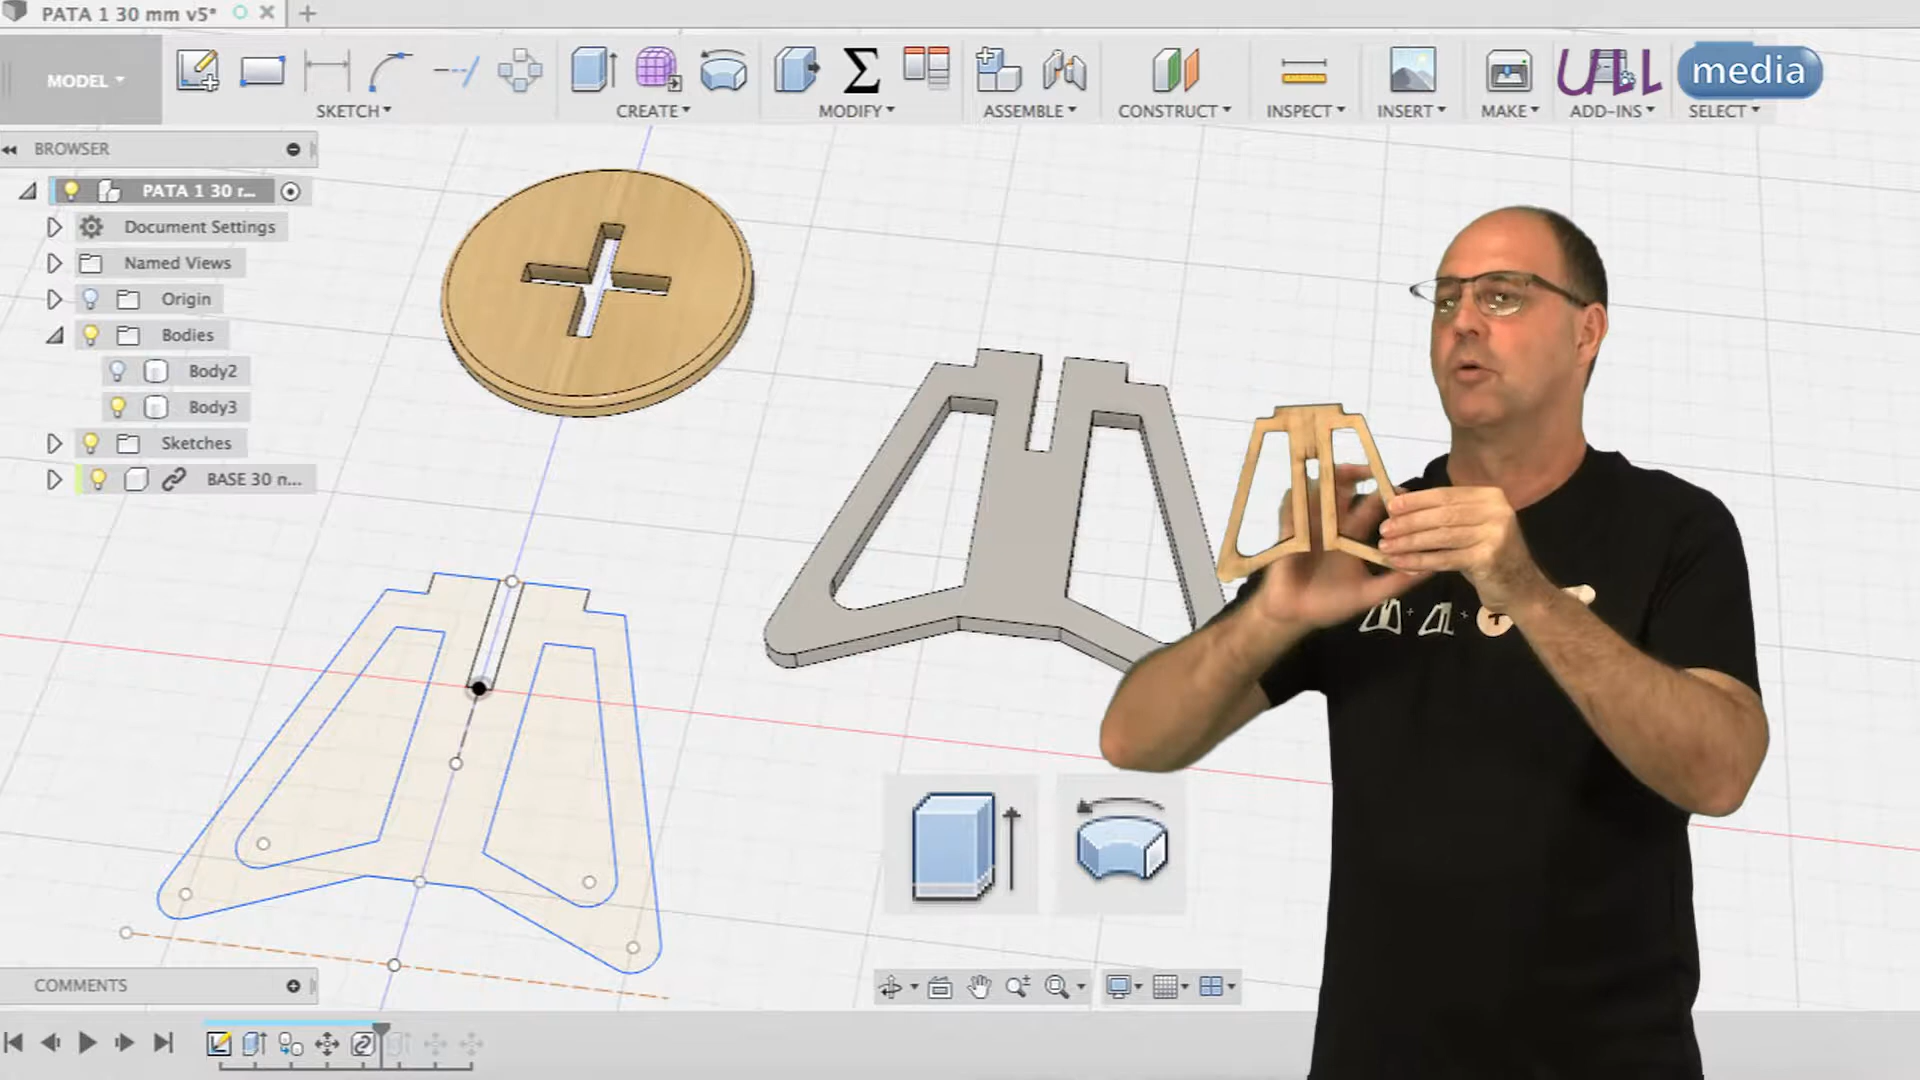 PATA 1 30 mm v5*
MODEL
SKETCH
CREATE
MODIFY
ASSEMBLE
CONSTRUCT
INSPECT
INSERT
MAKE
ADD-INS
SELECT
ULL
media
BROWSER
PATA 1 30 r...
Document Settings
Named Views
Origin
Bodies
Body2
Body3
Sketches
BASE 30 n...
COMMENTS